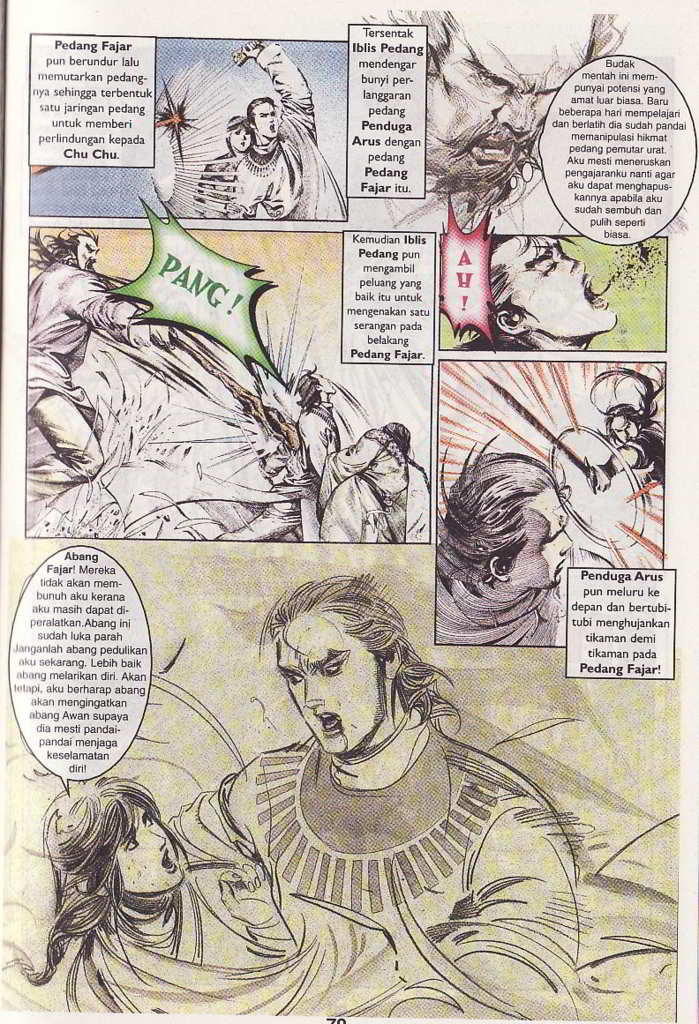 Pedang Fajar
pun berundur lalu
memutarkan pedang-
nya sehingga terbentuk
satu jaringan pedang
untuk memberi
perlindungan kepada
Chu Chu.
Tersentak
Iblis Pedang
mendengar
bunyi per-
langgaran
pedang
Penduga
Arus dengan
pedang
Pedang
Fajar itu.
Budak
mentah ini mem-
punyai potensi yang
amat luar biasa. Baru
beberapa hari mempelajari
dan berlatih dia sudah pandai
memanipulasi hikmat
pedang pemutar urat.
Aku mesti meneruskan
pengajaranku nanti agar
aku dapat menghapus-
kannya apabila aku
sudah sembuh dan
pulih seperti
biasa.
PANG!
Kemudian Iblis
Pedang pun
mengambil
peluang yang
baik itu untuk
mengenakan satu
serangan pada
belakang
Pedang Fajar.
AH!
Penduga Arus
pun meluru ke
depan dan bertubi-
tubi menghujankan
tikaman demi
tikaman pada
Pedang Fajar!
Abang
Fajar! Mereka
tidak akan mem-
bunuh aku kerana
aku masih dapat di-
peralatkan.Abang ini
sudah luka parah
Janganlah abang pedulikan
aku sekarang. Lebih baik
abang melarikan diri. Akan
tetapi, aku berharap abang
akan mengingatkan
abang Awan supaya
dia mesti pandai-
pandai menjaga
keselamatan
diri!